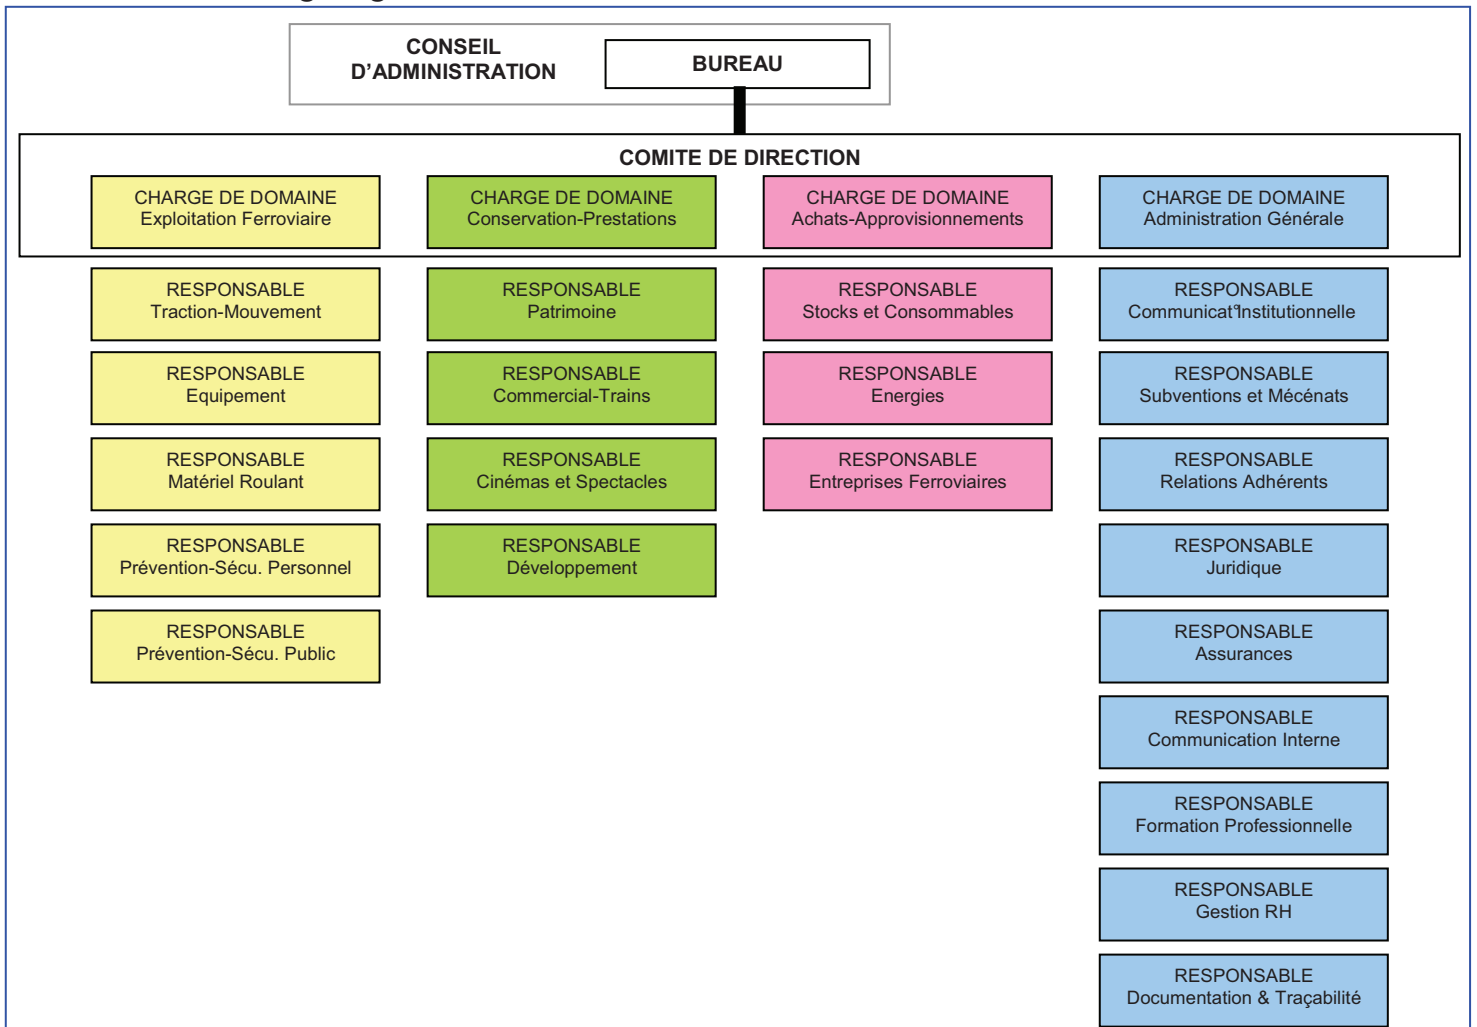 CONSEIL
D'ADMINISTRATION
BUREAU
COMITE DE DIRECTION
CHARGE DE DOMAINE
Exploitation Ferroviaire
CHARGE DE DOMAINE
Conservation-Prestations
CHARGE DE DOMAINE
Achats-Approvisionnements
CHARGE DE DOMAINE
Administration Générale
RESPONSABLE
Traction-Mouvement
RESPONSABLE
Patrimoine
RESPONSABLE
Stocks et Consommables
RESPONSABLE
Communicat°Institutionnelle
RESPONSABLE
Equipement
RESPONSABLE
Commercial-Trains
RESPONSABLE
Energies
RESPONSABLE
Subventions et Mécénats
RESPONSABLE
Matériel Roulant
RESPONSABLE
Cinémas et Spectacles
RESPONSABLE
Entreprises Ferroviaires
RESPONSABLE
Relations Adhérents
RESPONSABLE
Prévention-Sécu. Personnel
RESPONSABLE
Développement
RESPONSABLE
Juridique
RESPONSABLE
Prévention-Sécu. Public
RESPONSABLE
Assurances
RESPONSABLE
Communication Interne
RESPONSABLE
Formation Professionnelle
RESPONSABLE
Gestion RH
RESPONSABLE
Documentation & Traçabilité